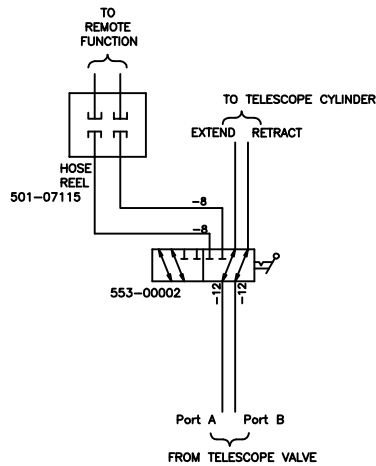 TO
REMOTE
FUNCTION
TO TELESCOPE CYLINDER
EXTEND RETRACT
HOSE
REEL
501-07115
-8
-8
553-00002
-12
-12
Port A Port B
FROM TELESCOPE VALVE